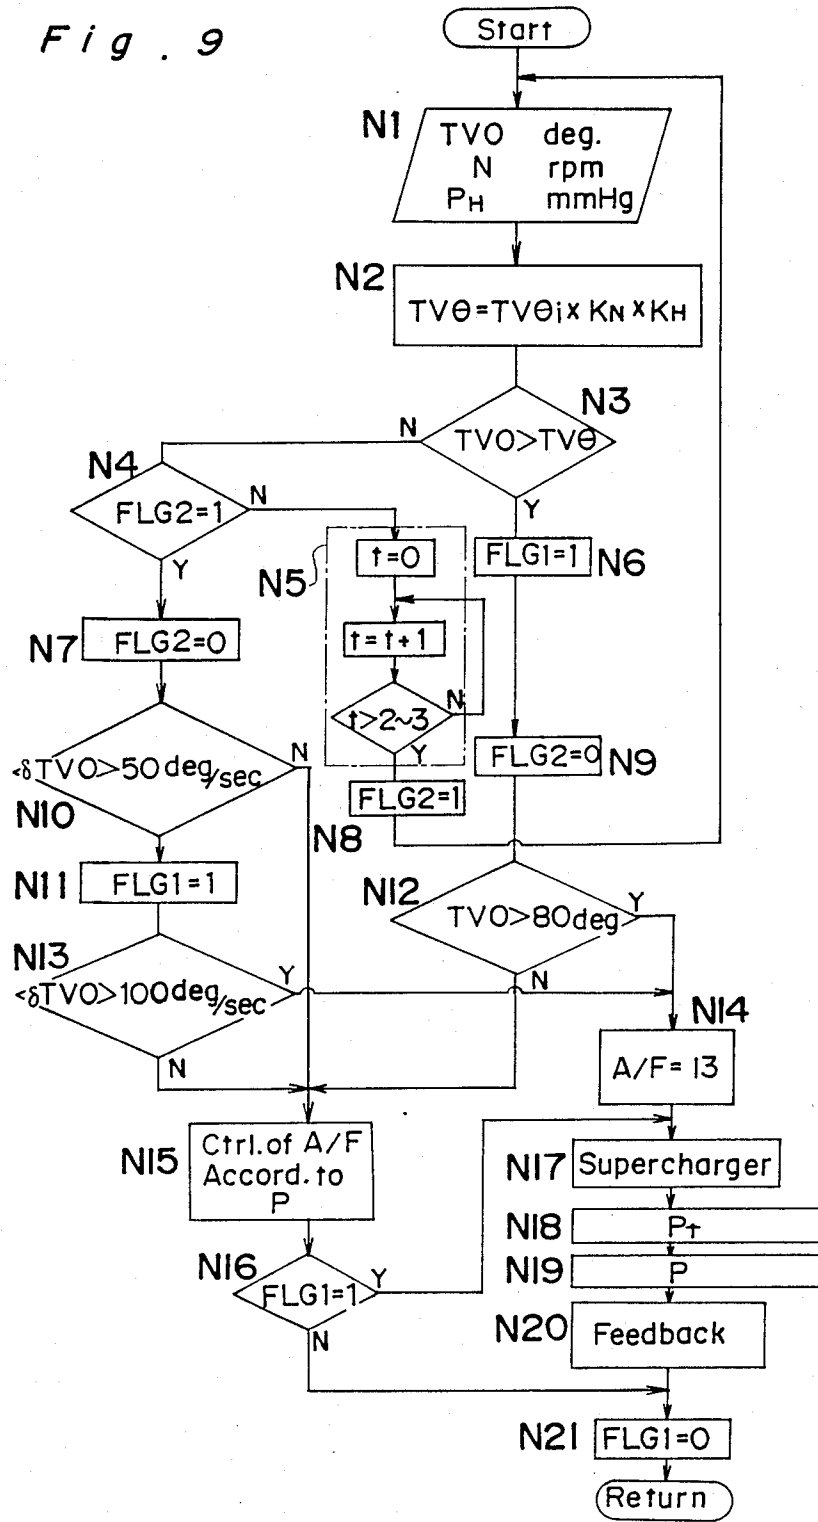 Fig. 9
Start
N1
TVO deg.
N rpm
PH mmHg
N2
TVθ=TVθi×KN×KH
N3
TVO>TVθ
N
Y
N4
FLG2=1
N
Y
N5
t=0
t=t+1
t>2~3
N
Y
FLG1=1
N6
N7
FLG2=0
FLG2=1
N8
FLG2=0
N9
<δTVO>50deg/sec
N
N10
N11
FLG1=1
N12
TVO>80deg
Y
N
N13
<δTVO>100deg/sec
Y
N
N14
A/F=13
N15
Ctrl.of A/F
Accord.to
P
N16
FLG1=1
Y
N
N17
Supercharger
N18
Pt
N19
P
N20
Feedback
N21
FLG1=0
Return